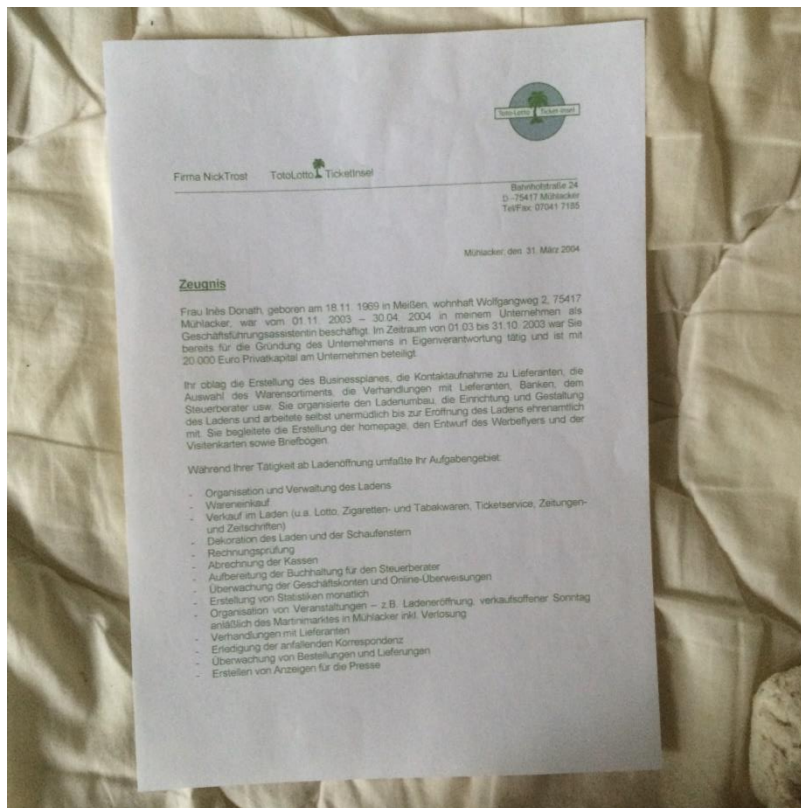 Toto-Lotto Ticket-Insel
Firma NickTrost TotoLotto TicketInsel
Bahnhofstraße 24
D -75417 Mühlacker
Tel/Fax: 07041 7185
Mühlacker, den 31. März 2004
Zeugnis
Frau Inès Donath, geboren am 18.11. 1969 in Meißen, wohnhaft Wolfgangweg 2, 75417
Mühlacker, war vom 01.11. 2003 – 30.04. 2004 in meinem Unternehmen als
Geschäftsführungsassistentin beschäftigt. Im Zeitraum von 01.03 bis 31.10. 2003 war Sie
bereits für die Gründung des Unternehmens in Eigenverantwortung tätig und ist mit
20.000 Euro Privatkapital am Unternehmen beteiligt.
Ihr oblag die Erstellung des Businessplanes, die Kontaktaufnahme zu Lieferanten, die
Auswahl des Warensortiments, die Verhandlungen mit Lieferanten, Banken, dem
Steuerberater usw. Sie organisierte den Ladenumbau, die Einrichtung und Gestaltung
des Ladens und arbeitete selbst unermüdlich bis zur Eröffnung des Ladens ehrenamtlich
mit. Sie begleitete die Erstellung der homepage, den Entwurf des Werbeflyers und der
Visitenkarten sowie Briefbögen.
Während Ihrer Tätigkeit ab Ladenöffnung umfaßte Ihr Aufgabengebiet:
- Organisation und Verwaltung des Ladens
- Wareneinkauf
- Verkauf im Laden (u.a. Lotto, Zigaretten- und Tabakwaren, Ticketservice, Zeitungen-
und Zeitschriften)
- Dekoration des Laden und der Schaufenstern
- Rechnungsprüfung
- Abrechnung der Kassen
- Aufbereitung der Buchhaltung für den Steuerberater
- Überwachung der Geschäftskonten und Online-Überweisungen
- Erstellung von Statistiken monatlich
- Organisation von Veranstaltungen – z.B. Ladeneröffnung, verkaufsoffener Sonntag
anläßlich des Martinimarktes in Mühlacker inkl. Verlosung
- Verhandlungen mit Lieferanten
- Erledigung der anfallenden Korrespondenz
- Überwachung von Bestellungen und Lieferungen
- Erstellen von Anzeigen für die Presse